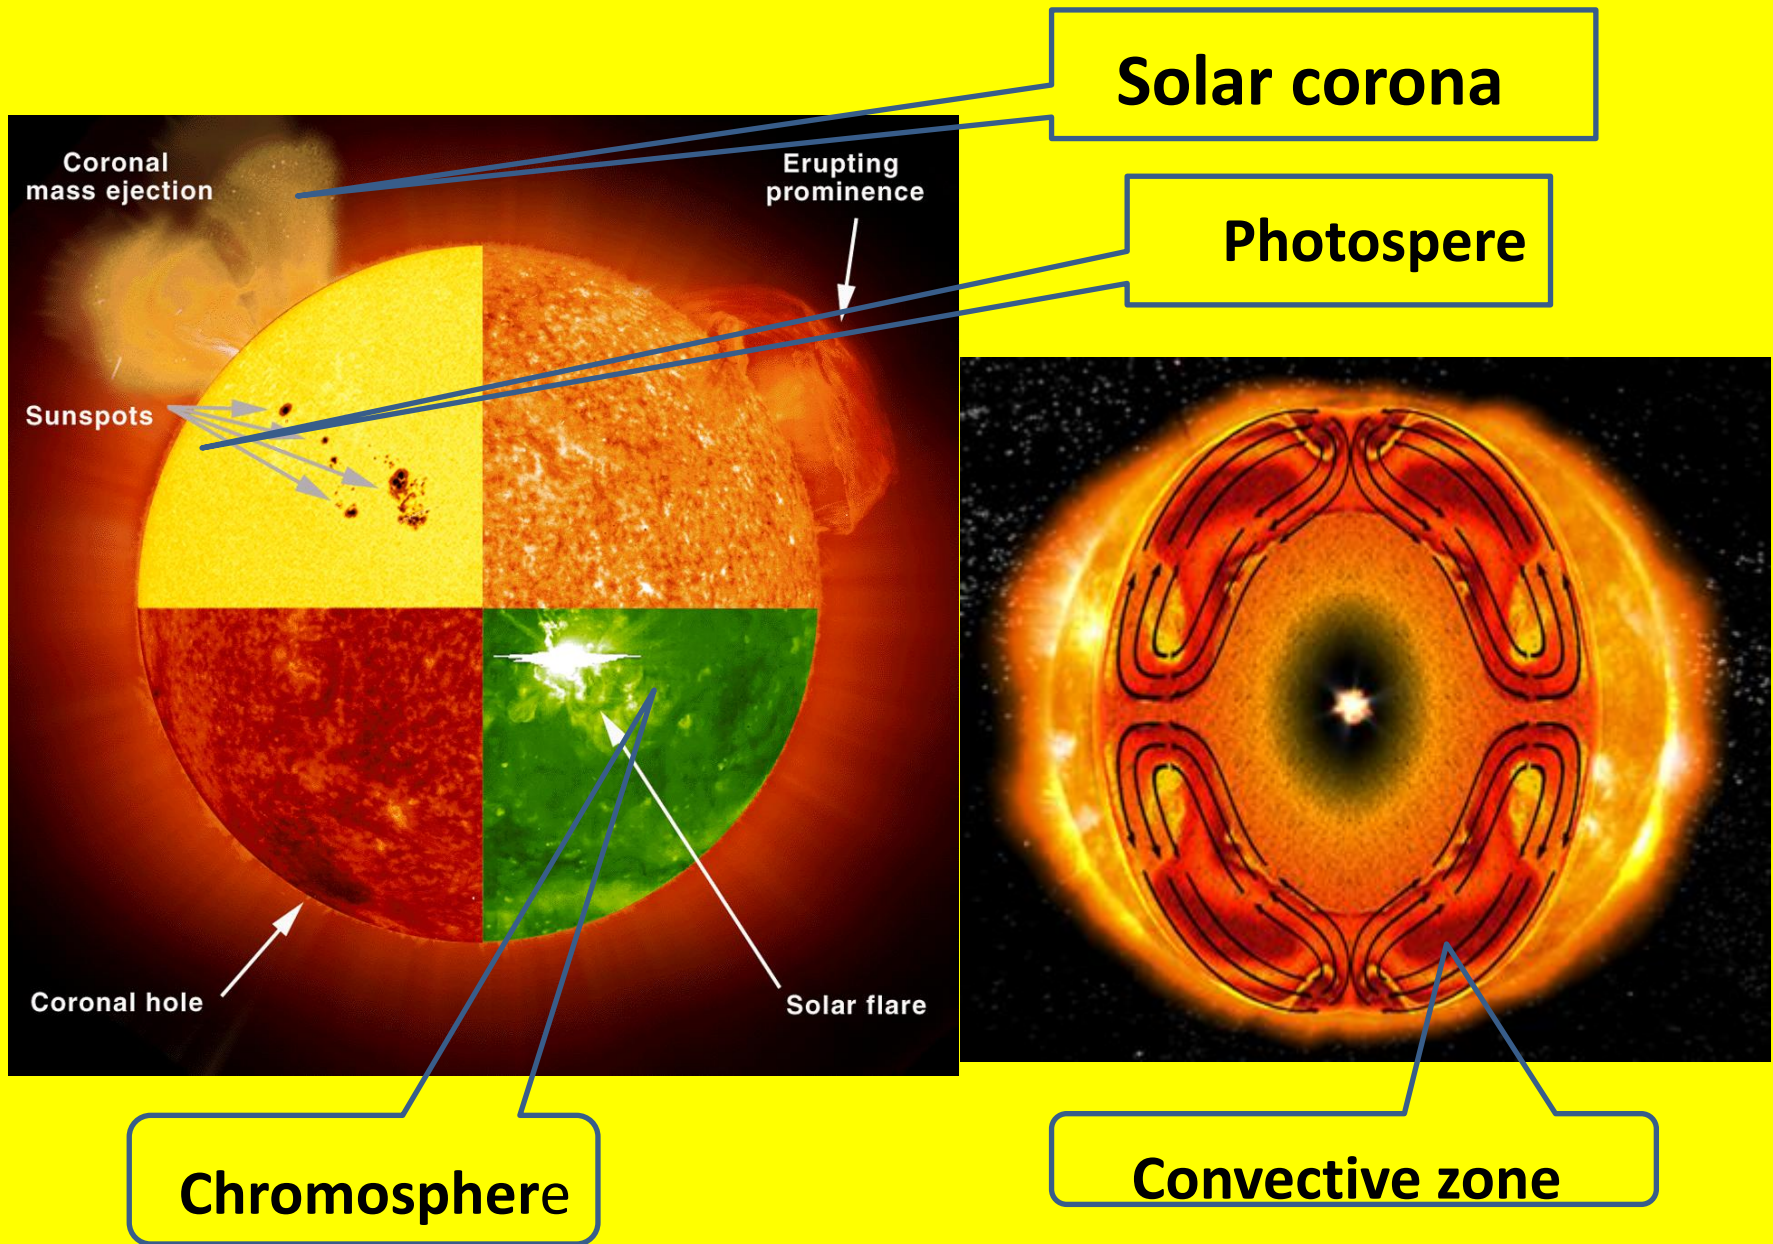 Solar corona
Coronal
mass ejection
Erupting
prominence
Photospere
Sunspots
Coronal hole
Solar flare
Chromosphere
Convective zone